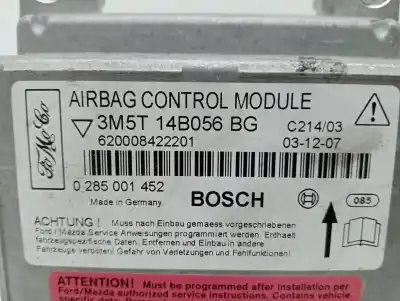 FoMoCo
AIRBAG CONTROL MODULE
3M5T 14B056 BG
C214/03
620008422201
03-12-07
0 285 001 452
BOSCH
085
Made in Germany
ACHTUNG ! Muss nach Einbau gemaess vorgeschriebenen
Ford/Mazda Service Anweisungen programmiert werden. Enthaelt
fahrzeugspezifische Daten. Entfernen und Einbau in andere
Fahrzeuge verboten! Gefahr von Verletzungen und Fehlfunktionen!
ATTENTION! Must be programmed after installation per
Ford/Mazda authorized service instructions. Contains vehicle
specific data.